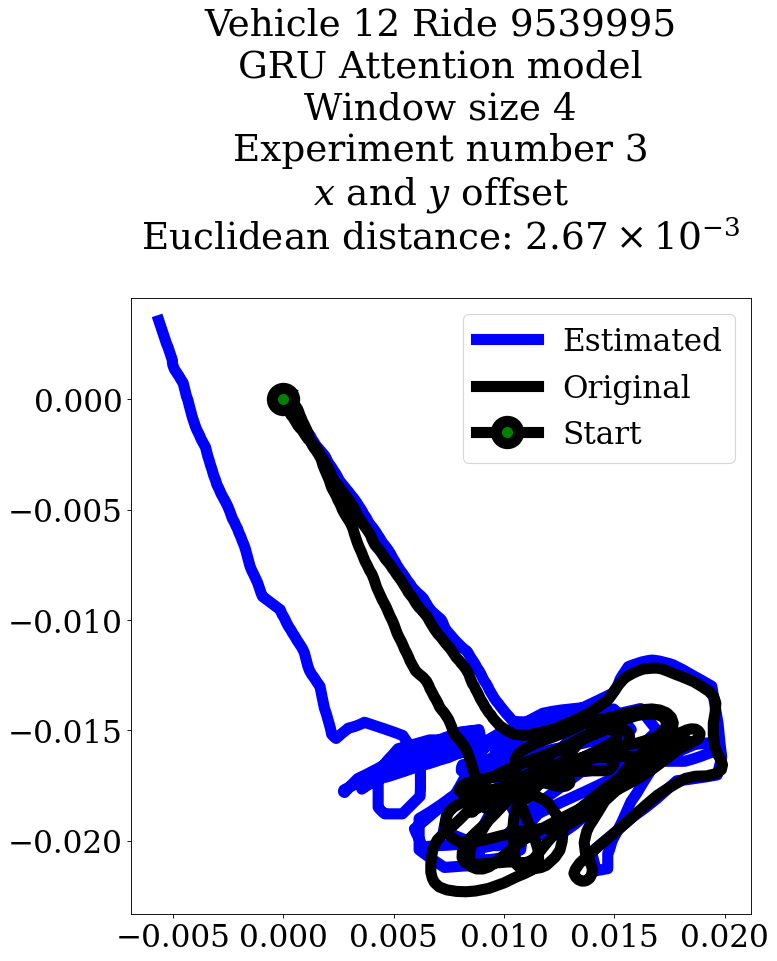 Vehicle 12 Ride 9539995
GRU Attention model
Window size 4
Experiment number 3
x and y offset
Euclidean distance: 2.67 × 10⁻³
Estimated
Original
Start
0.000
−0.005
−0.010
−0.015
−0.020
−0.005 0.000 0.005 0.010 0.015 0.020